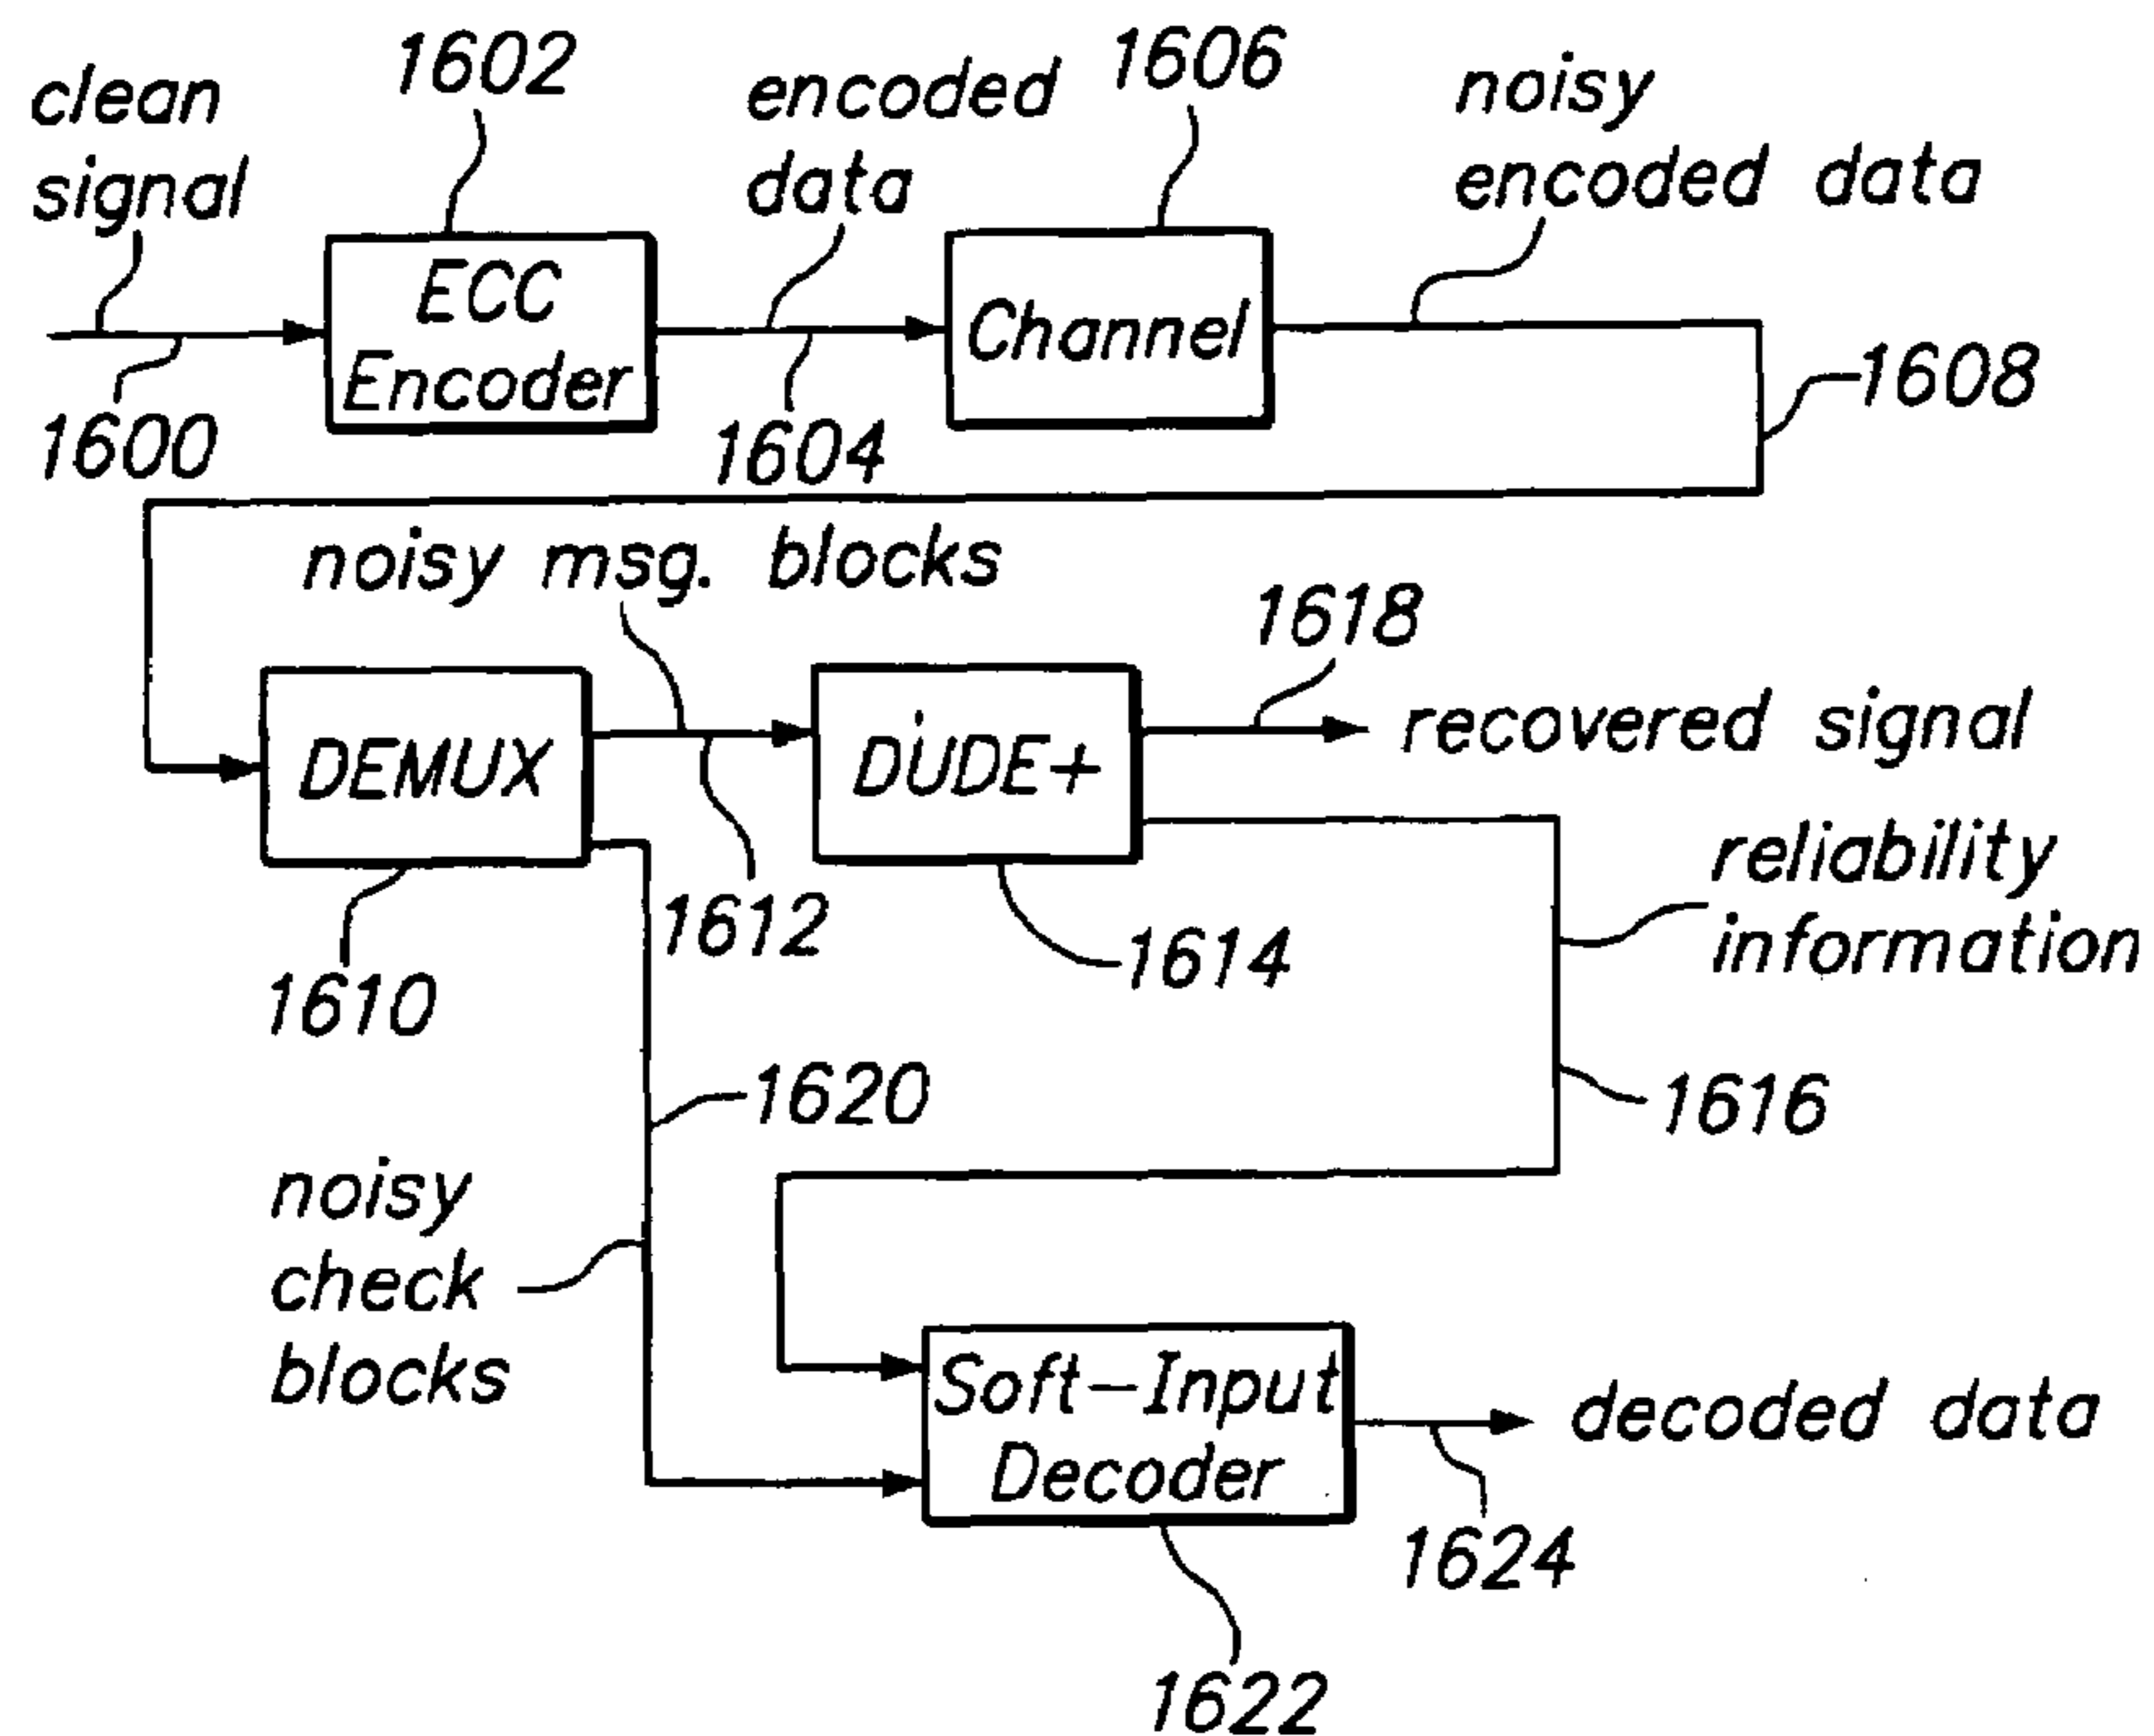 clean
signal
1602
encoded
data
1606
noisy
encoded data
ECC
Encoder
Channel
1600
1604
1608
noisy msg. blocks
1618
DEMUX
DUDE+
recovered signal
reliability
information
1612
1614
1610
1620
1616
noisy
check
blocks
Soft-Input
Decoder
decoded data
1624
1622